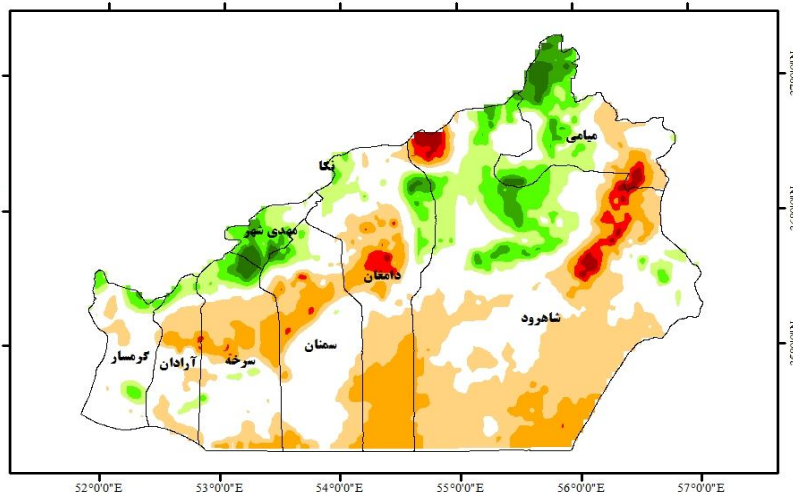 میامی
نکا
مهدی شهر
دامغان
شاهرود
سمنان
سرخه
آرادان
گرمسار
52°0'0"E
53°0'0"E
54°0'0"E
55°0'0"E
56°0'0"E
57°0'0"E